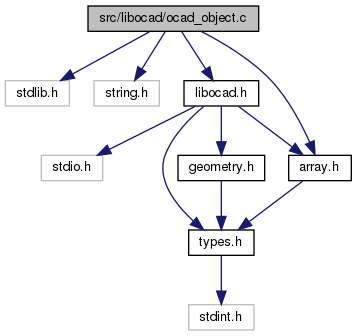 src/libocad/ocad_object.c
stdlib.h
string.h
libocad.h
stdio.h
geometry.h
array.h
types.h
stdint.h